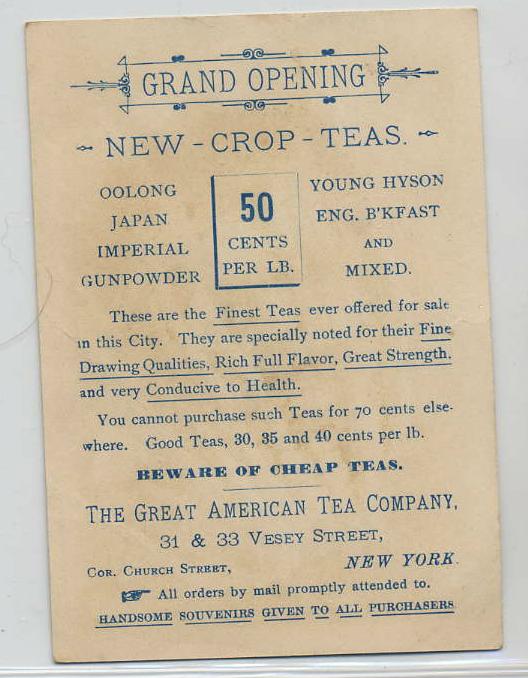 GRAND OPENING
NEW - CROP - TEAS.
OOLONG
JAPAN
IMPERIAL
GUNPOWDER
50
CENTS
PER LB.
YOUNG HYSON
ENG. B'KFAST
AND
MIXED.
These are the Finest Teas ever offered for sale
in this City. They are specially noted for their Fine
Drawing Qualities, Rich Full Flavor, Great Strength,
and very Conducive to Health.
You cannot purchase such Teas for 70 cents else-
where. Good Teas, 30, 35 and 40 cents per lb.
BEWARE OF CHEAP TEAS.
THE GREAT AMERICAN TEA COMPANY,
31 & 33 VESEY STREET,
COR. CHURCH STREET, NEW YORK.
All orders by mail promptly attended to.
HANDSOME SOUVENIRS GIVEN TO ALL PURCHASERS